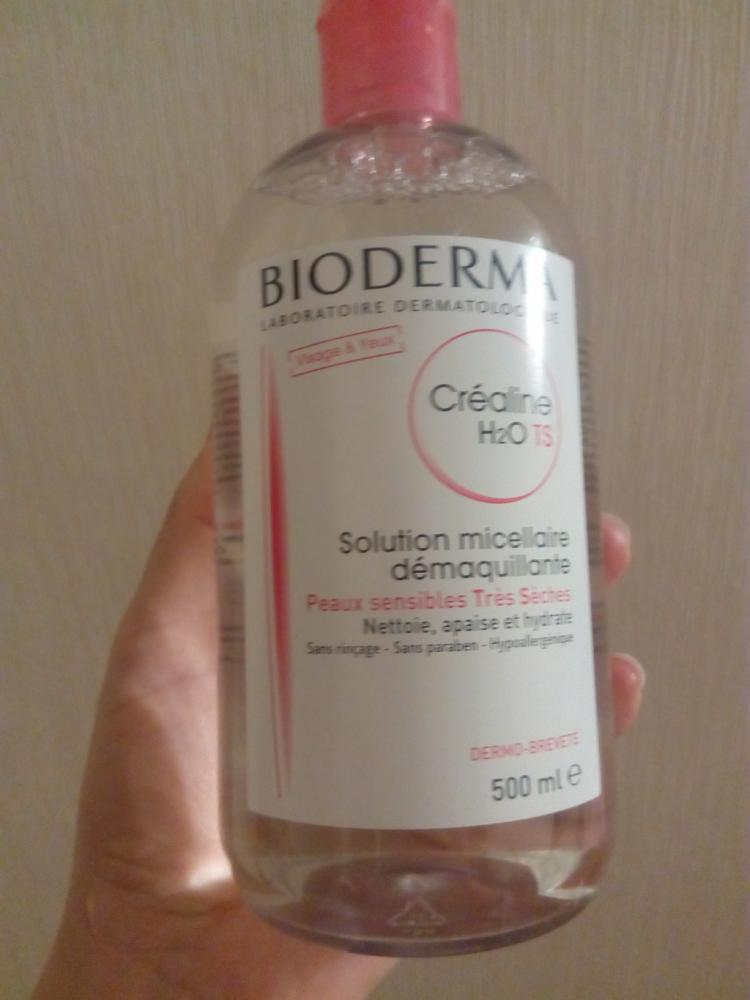 BIODERMA
LABORATOIRE DERMATOLOGIQUE
Visage & Yeux
Créaline
H2O TS
Solution micellaire
démaquillante
Peaux sensibles Très Sèches
Nettoie, apaise et hydrate
Sans rinçage - Sans paraben - Hypoallergénique
DERMO-BREVETÉ
500 ml e